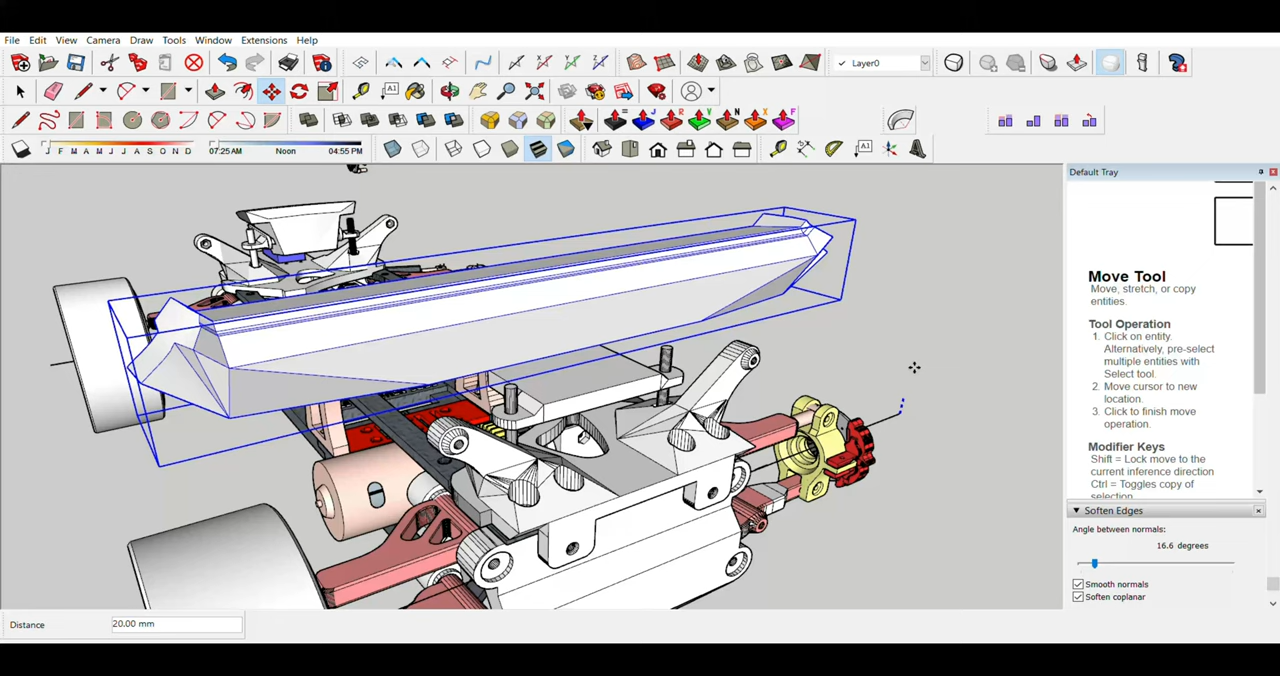 File Edit View Camera Draw Tools Window Extensions Help
Layer0
A1
J F M A M J J A S O N D 07:25 AM Noon 04:55 PM
A1
Default Tray
Move Tool
Move, stretch, or copy
entities.
Tool Operation
1. Click on entity.
Alternatively, pre-select
multiple entities with
Select tool.
2. Move cursor to new
location.
3. Click to finish move
operation.
Modifier Keys
Shift = Lock move to the
current inference direction
Ctrl = Toggles copy of
selection
Soften Edges
Angle between normals:
16.6 degrees
Smooth normals
Soften coplanar
Distance 20.00 mm